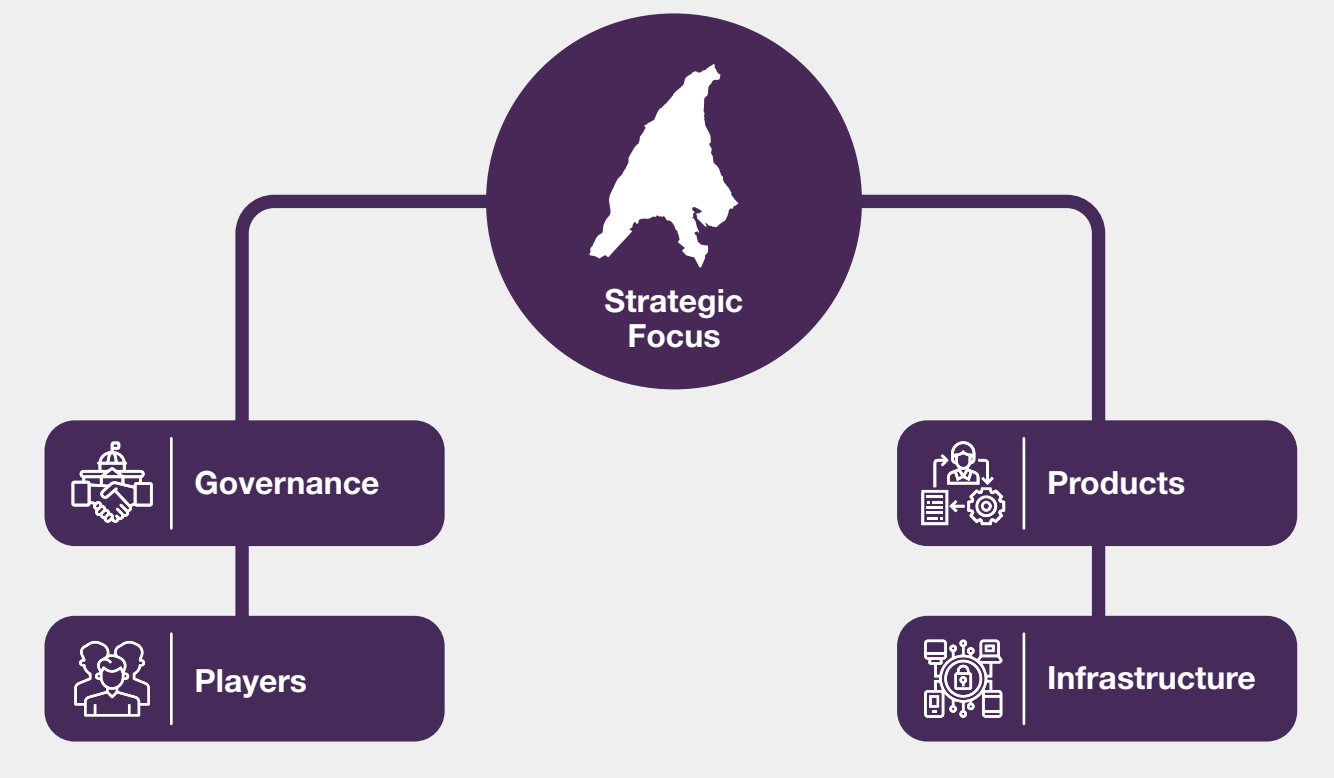 Strategic
Focus
Governance
Products
Players
Infrastructure